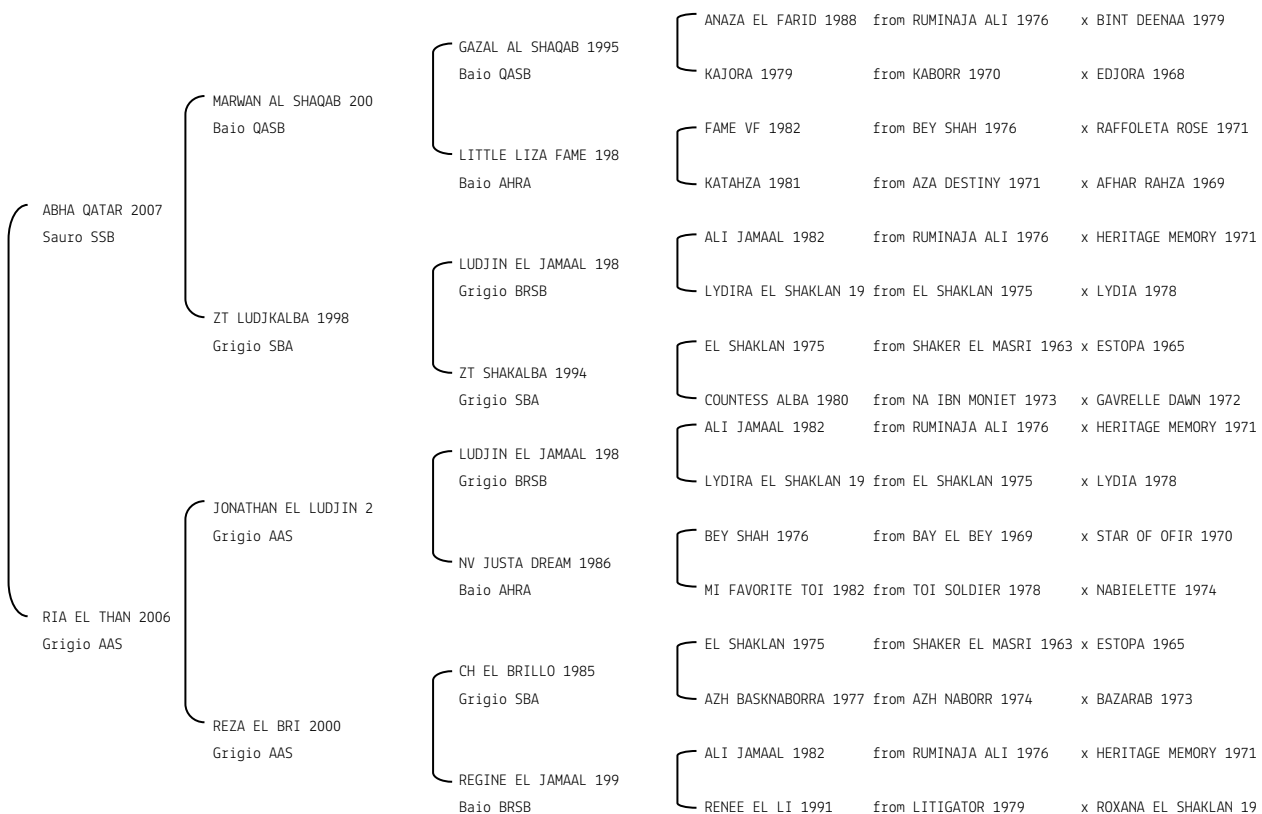 ANAZA EL FARID 1988 from RUMINAJA ALI 1976 x BINT DEENAA 1979
GAZAL AL SHAQAB 1995
Baio QASB
KAJORA 1979 from KABORR 1970 x EDJORA 1968
MARWAN AL SHAQAB 200
Baio QASB
FAME VF 1982 from BEY SHAH 1976 x RAFFOLETA ROSE 1971
LITTLE LIZA FAME 198
Baio AHRA
KATAHZA 1981 from AZA DESTINY 1971 x AFHAR RAHZA 1969
ABHA QATAR 2007
Sauro SSB
ALI JAMAAL 1982 from RUMINAJA ALI 1976 x HERITAGE MEMORY 1971
LUDJIN EL JAMAAL 198
Grigio BRSB
LYDIRA EL SHAKLAN 19 from EL SHAKLAN 1975 x LYDIA 1978
ZT LUDJKALBA 1998
Grigio SBA
EL SHAKLAN 1975 from SHAKER EL MASRI 1963 x ESTOPA 1965
ZT SHAKALBA 1994
Grigio SBA
COUNTESS ALBA 1980 from NA IBN MONIET 1973 x GAVRELLE DAWN 1972
ALI JAMAAL 1982 from RUMINAJA ALI 1976 x HERITAGE MEMORY 1971
LUDJIN EL JAMAAL 198
Grigio BRSB
LYDIRA EL SHAKLAN 19 from EL SHAKLAN 1975 x LYDIA 1978
JONATHAN EL LUDJIN 2
Grigio AAS
BEY SHAH 1976 from BAY EL BEY 1969 x STAR OF OFIR 1970
NV JUSTA DREAM 1986
Baio AHRA
MI FAVORITE TOI 1982 from TOI SOLDIER 1978 x NABIELETTE 1974
RIA EL THAN 2006
Grigio AAS
EL SHAKLAN 1975 from SHAKER EL MASRI 1963 x ESTOPA 1965
CH EL BRILLO 1985
Grigio SBA
AZH BASKNABORRA 1977 from AZH NABORR 1974 x BAZARAB 1973
REZA EL BRI 2000
Grigio AAS
ALI JAMAAL 1982 from RUMINAJA ALI 1976 x HERITAGE MEMORY 1971
REGINE EL JAMAAL 199
Baio BRSB
RENEE EL LI 1991 from LITIGATOR 1979 x ROXANA EL SHAKLAN 19